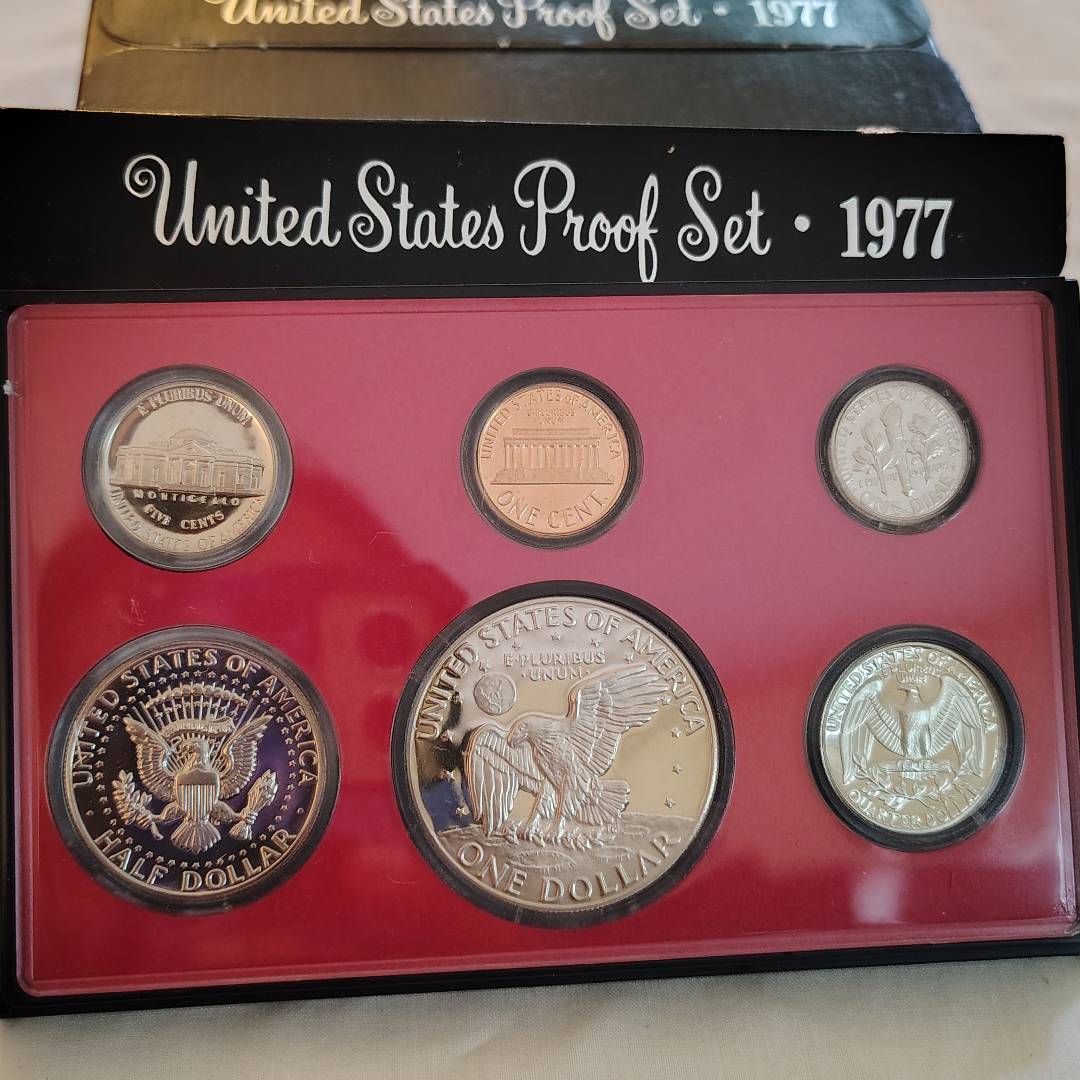 United States Proof Set · 1977
United States Proof Set · 1977
E PLURIBUS UNUM
MONTICELLO
FIVE CENTS
UNITED STATES OF AMERICA
UNITED STATES OF AMERICA
E PLURIBUS
UNUM
ONE CENT
UNITED STATES OF AMERICA
ONE DIME
UNITED STATES OF AMERICA
HALF DOLLAR
UNITED STATES OF AMERICA
E·PLURIBUS
·UNUM·
ONE DOLLAR
UNITED STATES OF AMERICA
E PLURIBUS
UNUM
QUARTER DOLLAR